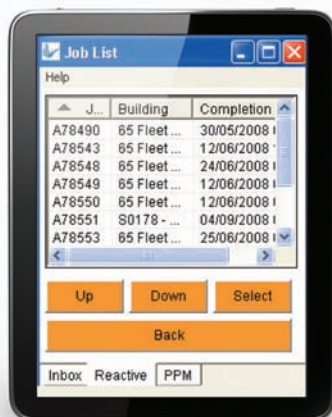 Job List
Help
J... Building Completion
A78490 65 Fleet ... 30/05/2008
A78543 65 Fleet ... 12/06/2008
A78548 65 Fleet ... 24/06/2008
A78549 65 Fleet ... 12/06/2008
A78550 65 Fleet ... 12/06/2008
A78551 S0178 - ... 04/09/2008
A78553 65 Fleet ... 25/06/2008
Up Down Select
Back
Inbox Reactive PPM